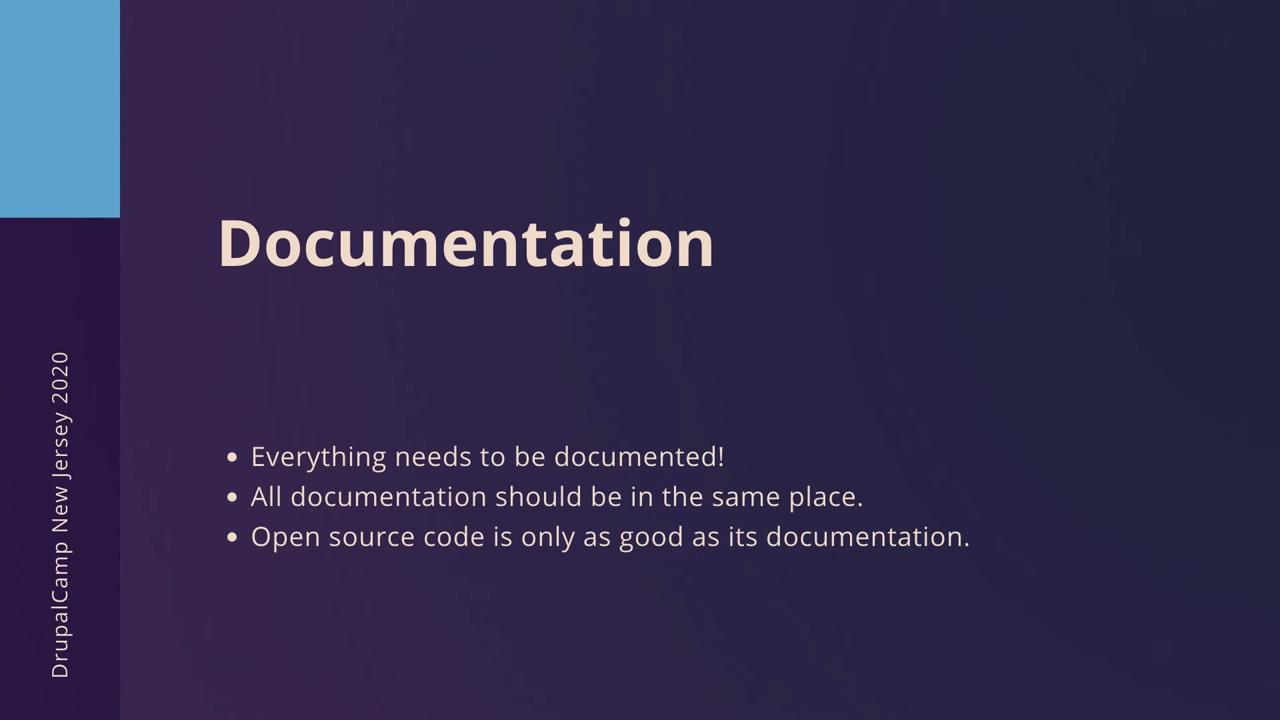 Documentation
• Everything needs to be documented!
• All documentation should be in the same place.
• Open source code is only as good as its documentation.
DrupalCamp New Jersey 2020